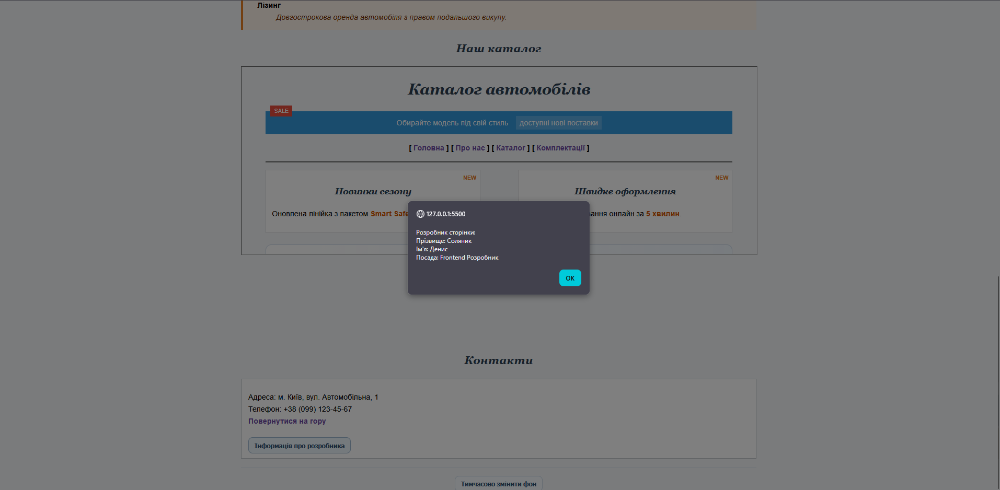 Лізинг
Довгострокова оренда автомобіля з правом подальшого викупу.
Наш каталог
Каталог автомобілів
SALE
Обирайте модель під свій стиль доступні нові поставки
[ Головна ] [ Про нас ] [ Каталог ] [ Комплектації ]
NEW
Новинки сезону
Оновлена лінійка з пакетом Smart Safe
NEW
Швидке оформлення
вання онлайн за 5 хвилин.
127.0.0.1:5500
Розробник сторінки:
Прізвище: Соляник
Ім'я: Денис
Посада: Frontend Розробник
OK
Контакти
Адреса: м. Київ, вул. Автомобільна, 1
Телефон: +38 (099) 123-45-67
Повернутися на гору
Інформація про розробника
Тимчасово змінити фон